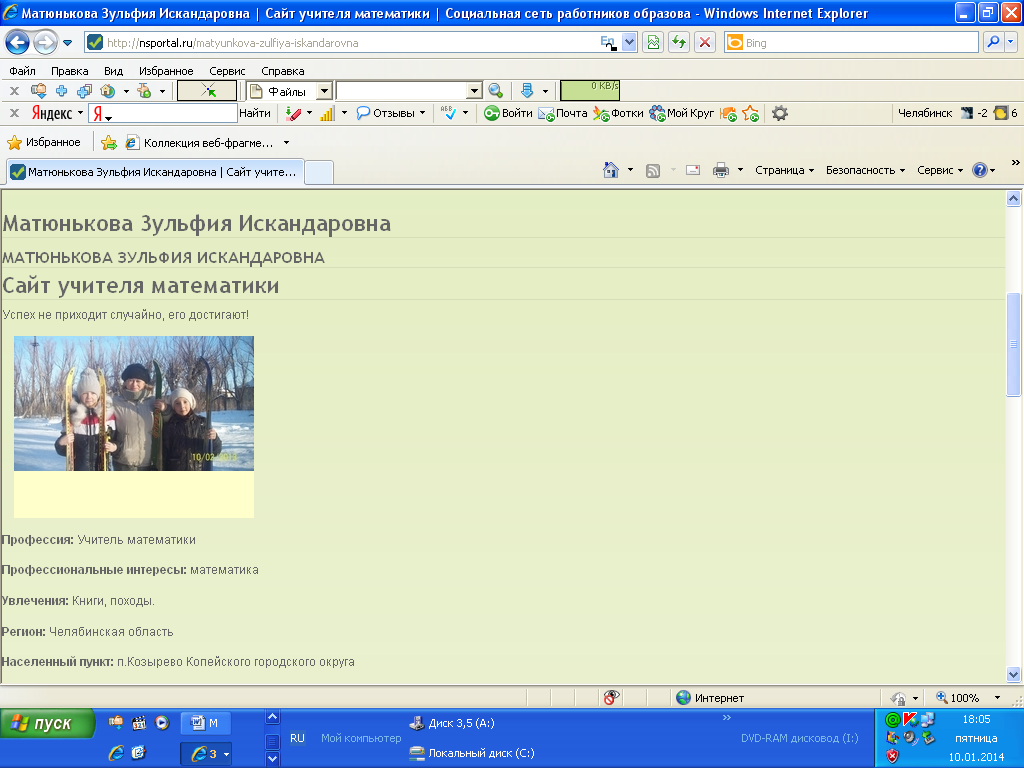 Матюнькова Зульфия Искандаровна | Сайт учителя математики | Социальная сеть работников образова - Windows Internet Explorer
http://nsportal.ru/matyunkova-zulfiya-iskandarovna
Bing
Файл Правка Вид Избранное Сервис Справка
Файлы 0 KB/s
Яндекс Я Найти Отзывы ABC Войти Почта Фотки Мой Круг Челябинск -2 6
Избранное Коллекция веб-фрагме...
Матюнькова Зульфия Искандаровна | Сайт учите... Страница Безопасность Сервис »
Матюнькова Зульфия Искандаровна
МАТЮНЬКОВА ЗУЛЬФИЯ ИСКАНДАРОВНА
Сайт учителя математики
Успех не приходит случайно, его достигают!
Профессия: Учитель математики
Профессиональные интересы: математика
Увлечения: Книги, походы.
Регион: Челябинская область
Населенный пункт: п.Козырево Копейского городского округа
Интернет 100%
пуск М Диск 3,5 (A:) » 18:05
RU Мой компьютер DVD-RAM дисковод (I:) пятница
3 Локальный диск (C:) 10.01.2014